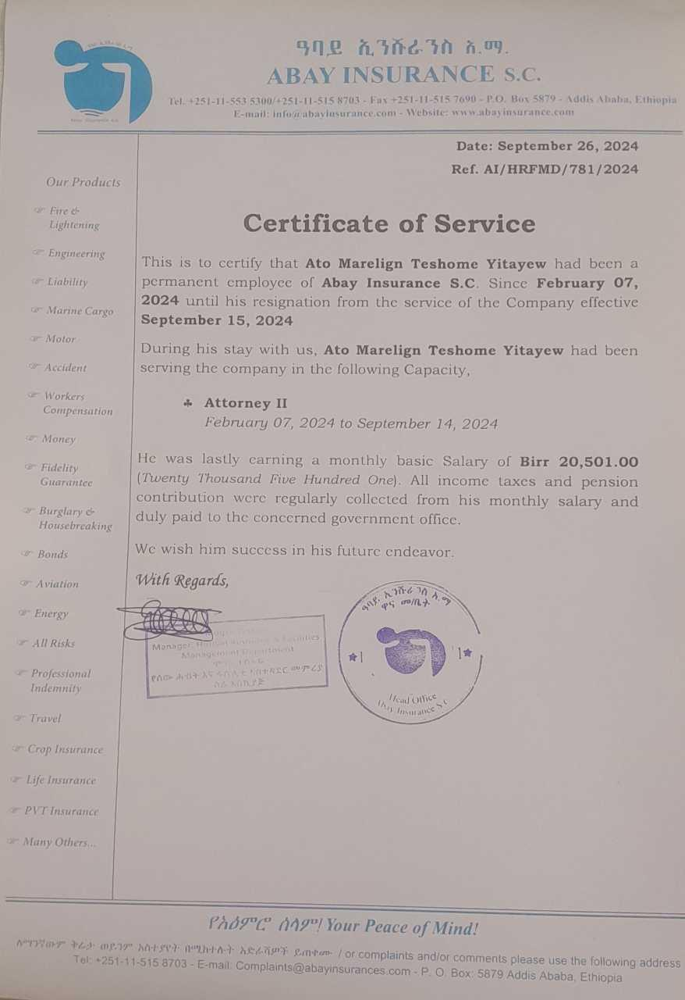 ዓባይ ኢንሹራንስ አ.ማ.
ABAY INSURANCE S.C.
Tel. +251-11-553 5300/+251-11-515 8703 - Fax +251-11-515 7690 - P.O. Box 5879 - Addis Ababa, Ethiopia
E-mail: info@abayinsurance.com - Website: www.abayinsurance.com
Abay Insurance S.C.
Date: September 26, 2024
Ref. AI/HRFMD/781/2024
Our Products
Fire &
Lightening
Engineering
Liability
Marine Cargo
Motor
Accident
Workers
Compensation
Money
Fidelity
Guarantee
Burglary &
Housebreaking
Bonds
Aviation
Energy
All Risks
Professional
Indemnity
Travel
Crop Insurance
Life Insurance
PVT Insurance
Many Others...
Certificate of Service
This is to certify that Ato Marelign Teshome Yitayew had been a
permanent employee of Abay Insurance S.C. Since February 07,
2024 until his resignation from the service of the Company effective
September 15, 2024
During his stay with us, Ato Marelign Teshome Yitayew had been
serving the company in the following Capacity,
Attorney II
February 07, 2024 to September 14, 2024
He was lastly earning a monthly basic Salary of Birr 20,501.00
(Twenty Thousand Five Hundred One). All income taxes and pension
contribution were regularly collected from his monthly salary and
duly paid to the concerned government office.
We wish him success in his future endeavor.
With Regards,
Manager, Human Resource & Facilities
Management Department
ዓባይ ኢንሹራንስ አ.ማ
ዋና መ/ቤት
Head Office
Abay Insurance S.C
የአዕምሮ ሰላም! Your Peace of Mind!
ለማንኛውም ቅሬታ ወይንም አስተያየት በሚከተሉት አድራሻዎች ይጠቀሙ / or complaints and/or comments please use the following address
Tel: +251-11-515 8703 - E-mail: Complaints@abayinsurances.com - P. O. Box: 5879 Addis Ababa, Ethiopia